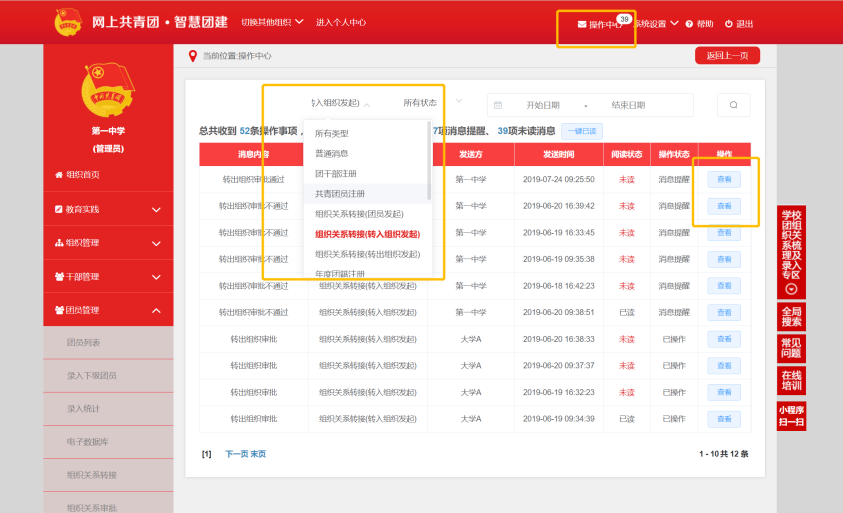 网上共青团·智慧团建 切换其他组织 进入个人中心 操作中心 39 系统设置 帮助 退出
当前位置:操作中心 返回上一页
第一中学
(管理员)
组织首页
教育实践
组织管理
干部管理
团员管理
团员列表
录入下级团员
录入统计
电子数据库
组织关系转接
组织关系审批
转入组织发起) 所有状态 开始日期 - 结束日期
总共收到 52条操作事项, 7项消息提醒、 39项未读消息 一键已读
所有类型
普通消息
团干部注册
共青团员注册
组织关系转接(团员发起)
组织关系转接(转入组织发起)
组织关系转接(转出组织发起)
年度团籍注册
消息内容 发送方 发送时间 阅读状态 操作状态 操作
转出组织审批通过 第一中学 2019-07-24 09:25:50 未读 消息提醒 查看
转出组织审批不通过 第一中学 2019-06-20 16:39:42 未读 消息提醒 查看
转出组织审批不通过 第一中学 2019-06-19 16:33:45 未读 消息提醒 查看
转出组织审批不通过 第一中学 2019-06-19 09:35:38 未读 消息提醒 查看
转出组织审批不通过 组织关系转接(转入组织发起) 第一中学 2019-06-18 16:42:23 未读 消息提醒 查看
转出组织审批不通过 组织关系转接(转入组织发起) 第一中学 2019-06-20 09:38:51 已读 消息提醒 查看
转出组织审批 组织关系转接(转入组织发起) 大学A 2019-06-20 16:38:33 未读 已操作 查看
转出组织审批 组织关系转接(转入组织发起) 大学A 2019-06-20 09:37:37 未读 已操作 查看
转出组织审批 组织关系转接(转入组织发起) 大学A 2019-06-19 16:32:23 未读 已操作 查看
转出组织审批 组织关系转接(转入组织发起) 大学A 2019-06-19 09:34:39 已读 已操作 查看
[1] 下一页 末页 1 - 10 共 12 条
学校
团组
织关
系梳
理及
录入
专区
全局
搜索
常见
问题
在线
培训
小程序
扫一扫